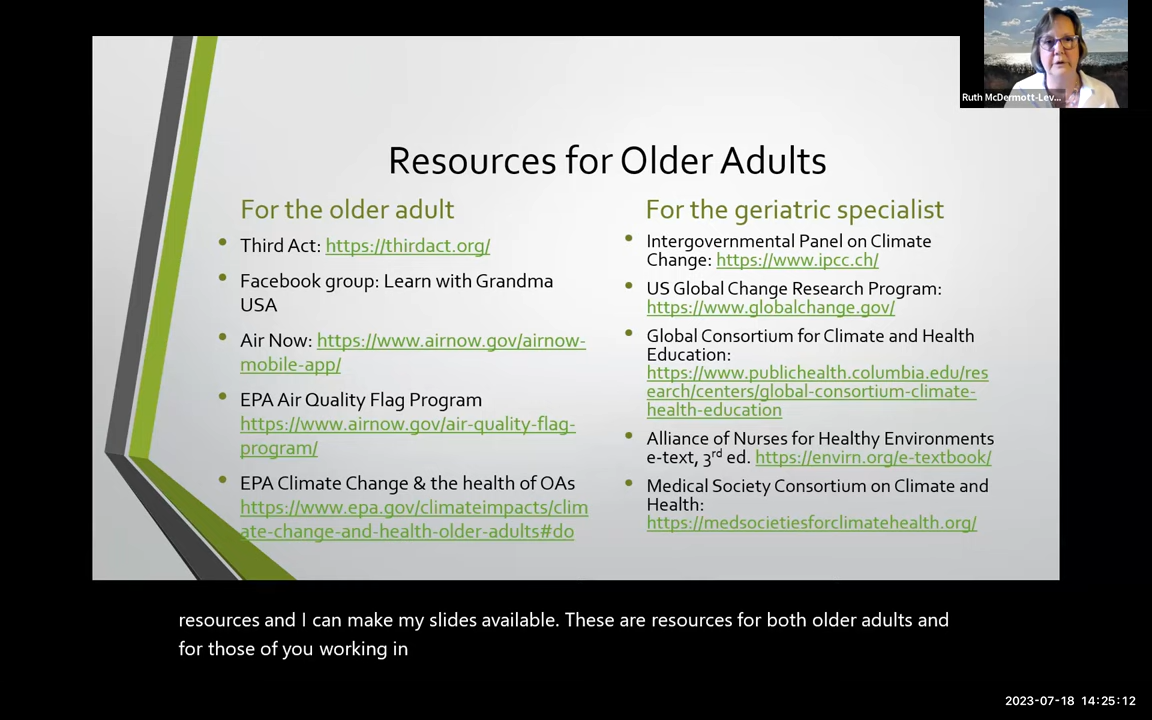 Ruth McDermott-Lev...
Resources for Older Adults
For the older adult
• Third Act: https://thirdact.org/
• Facebook group: Learn with Grandma
USA
• Air Now: https://www.airnow.gov/airnow-
mobile-app/
• EPA Air Quality Flag Program
https://www.airnow.gov/air-quality-flag-
program/
• EPA Climate Change & the health of OAs
https://www.epa.gov/climateimpacts/clim
ate-change-and-health-older-adults#do
For the geriatric specialist
• Intergovernmental Panel on Climate
Change: https://www.ipcc.ch/
• US Global Change Research Program:
https://www.globalchange.gov/
• Global Consortium for Climate and Health
Education:
https://www.publichealth.columbia.edu/res
earch/centers/global-consortium-climate-
health-education
• Alliance of Nurses for Healthy Environments
e-text, 3rd ed. https://envirn.org/e-textbook/
• Medical Society Consortium on Climate and
Health:
https://medsocietiesforclimatehealth.org/
resources and I can make my slides available. These are resources for both older adults and
for those of you working in
2023-07-18 14:25:12